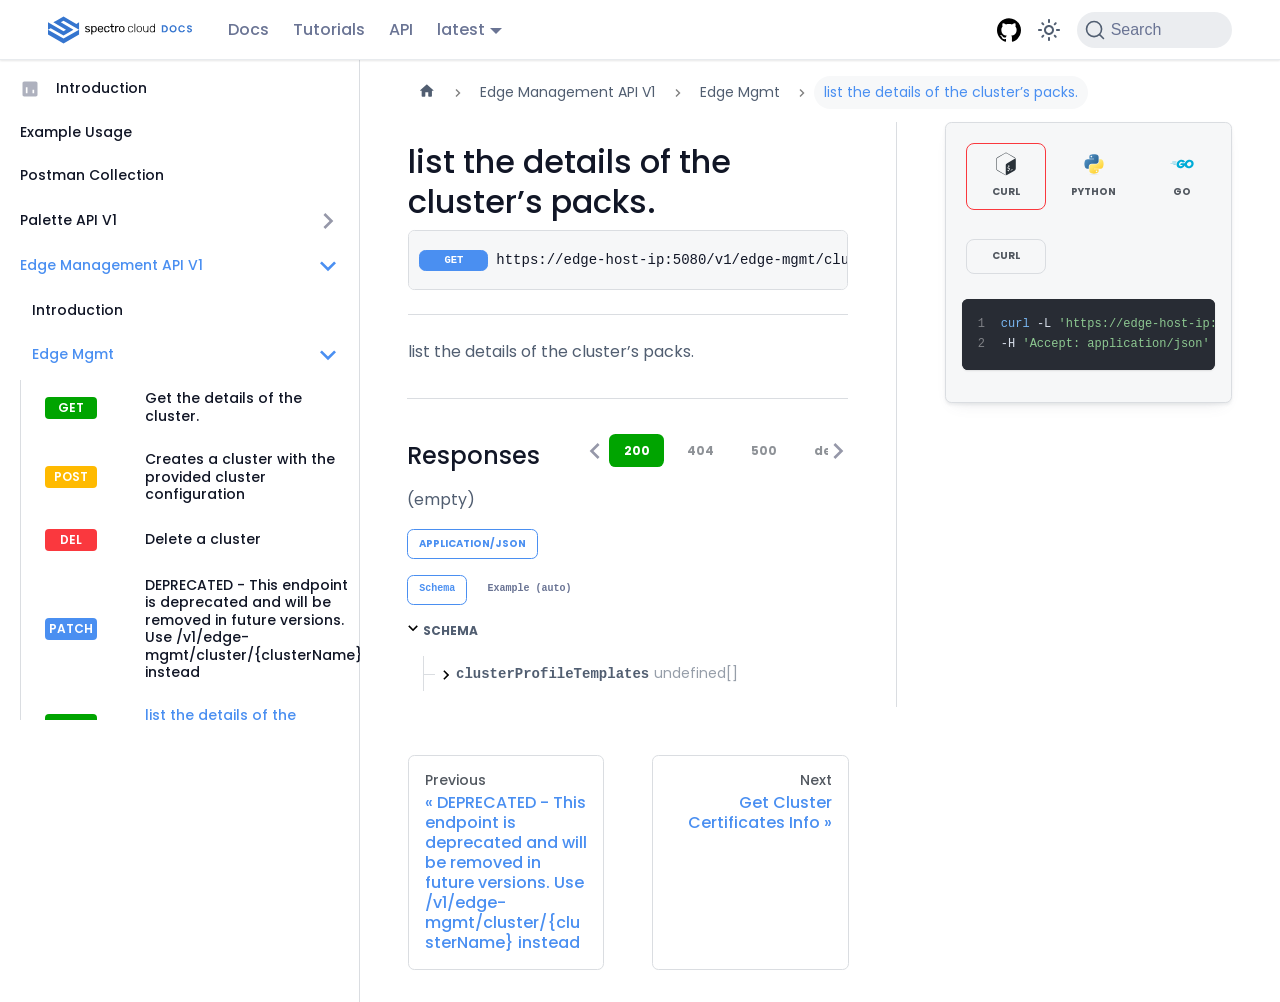 spectro cloud DOCS Docs Tutorials API latest Search
Introduction
Example Usage
Postman Collection
Palette API V1
Edge Management API V1
Introduction
Edge Mgmt
GET Get the details of the
cluster.
POST Creates a cluster with the
provided cluster
configuration
DEL Delete a cluster
PATCH DEPRECATED - This endpoint
is deprecated and will be
removed in future versions.
Use /v1/edge-
mgmt/cluster/{clusterName}
instead
list the details of the
Edge Management API V1 Edge Mgmt list the details of the cluster’s packs.
list the details of the
cluster’s packs.
GET https://edge-host-ip:5080/v1/edge-mgmt/clu
list the details of the cluster’s packs.
Responses
200 404 500 de
(empty)
APPLICATION/JSON
Schema Example (auto)
SCHEMA
clusterProfileTemplates undefined[]
Previous
« DEPRECATED - This
endpoint is
deprecated and will
be removed in
future versions. Use
/v1/edge-
mgmt/cluster/{clu
sterName} instead
Next
Get Cluster
Certificates Info »
CURL PYTHON GO
CURL
1 curl -L 'https://edge-host-ip:
2 -H 'Accept: application/json'